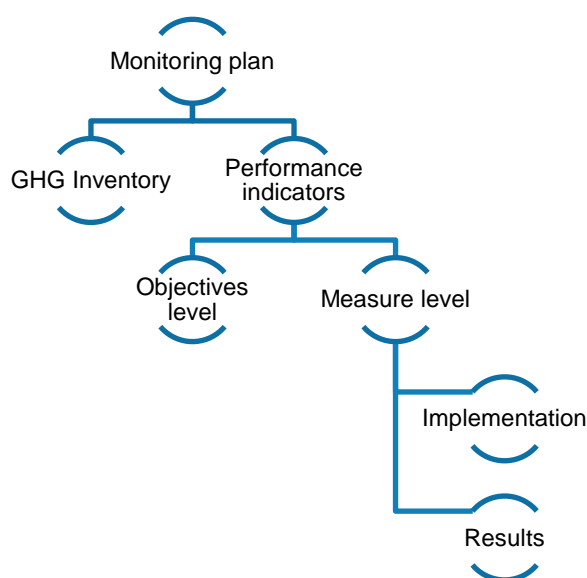 Monitoring plan
GHG Inventory
Performance
indicators
Objectives
level
Measure level
Implementation
Results